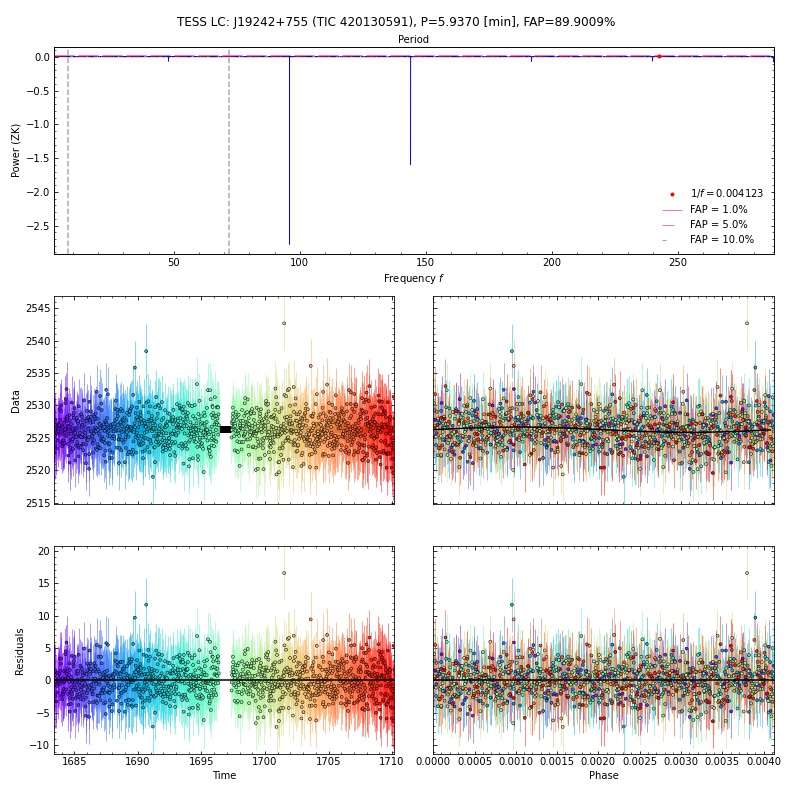 TESS LC: J19242+755 (TIC 420130591), P=5.9370 [min], FAP=89.9009%
Period
0.0
−0.5
−1.0
−1.5
−2.0
−2.5
Power (ZK)
1/f = 0.004123
FAP = 1.0%
FAP = 5.0%
FAP = 10.0%
50 100 150 200 250
Frequency f
2545
2540
2535
2530
2525
2520
2515
Data
20
15
10
5
0
−5
−10
Residuals
1685 1690 1695 1700 1705 1710
Time
0.0000 0.0005 0.0010 0.0015 0.0020 0.0025 0.0030 0.0035 0.0040
Phase